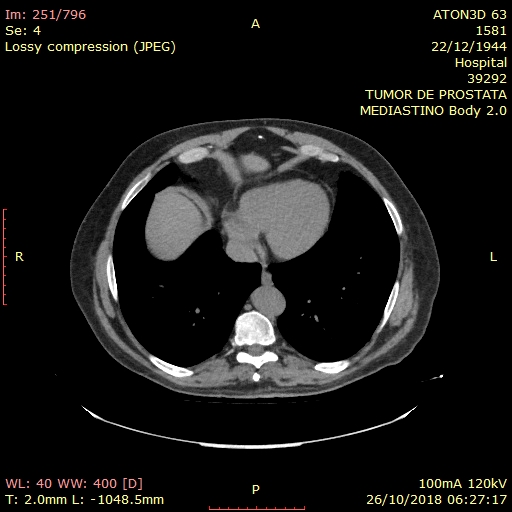 Im: 251/796
Se: 4
Lossy compression (JPEG)
A
ATON3D 63
1581
22/12/1944
Hospital
39292
TUMOR DE PROSTATA
MEDIASTINO Body 2.0
R
L
WL: 40 WW: 400 [D]
T: 2.0mm L: -1048.5mm
P
100mA 120kV
26/10/2018 06:27:17